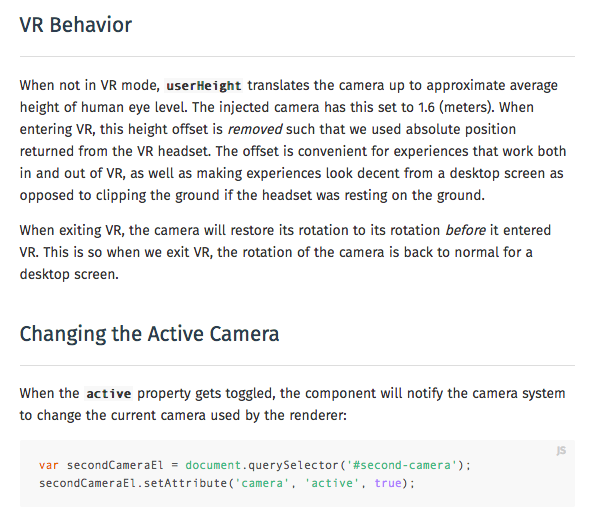 VR Behavior
When not in VR mode, userHeight translates the camera up to approximate average
height of human eye level. The injected camera has this set to 1.6 (meters). When
entering VR, this height offset is removed such that we used absolute position
returned from the VR headset. The offset is convenient for experiences that work both
in and out of VR, as well as making experiences look decent from a desktop screen as
opposed to clipping the ground if the headset was resting on the ground.
When exiting VR, the camera will restore its rotation to its rotation before it entered
VR. This is so when we exit VR, the rotation of the camera is back to normal for a
desktop screen.
Changing the Active Camera
When the active property gets toggled, the component will notify the camera system
to change the current camera used by the renderer:
JS
var secondCameraEl = document.querySelector('#second-camera');
secondCameraEl.setAttribute('camera', 'active', true);